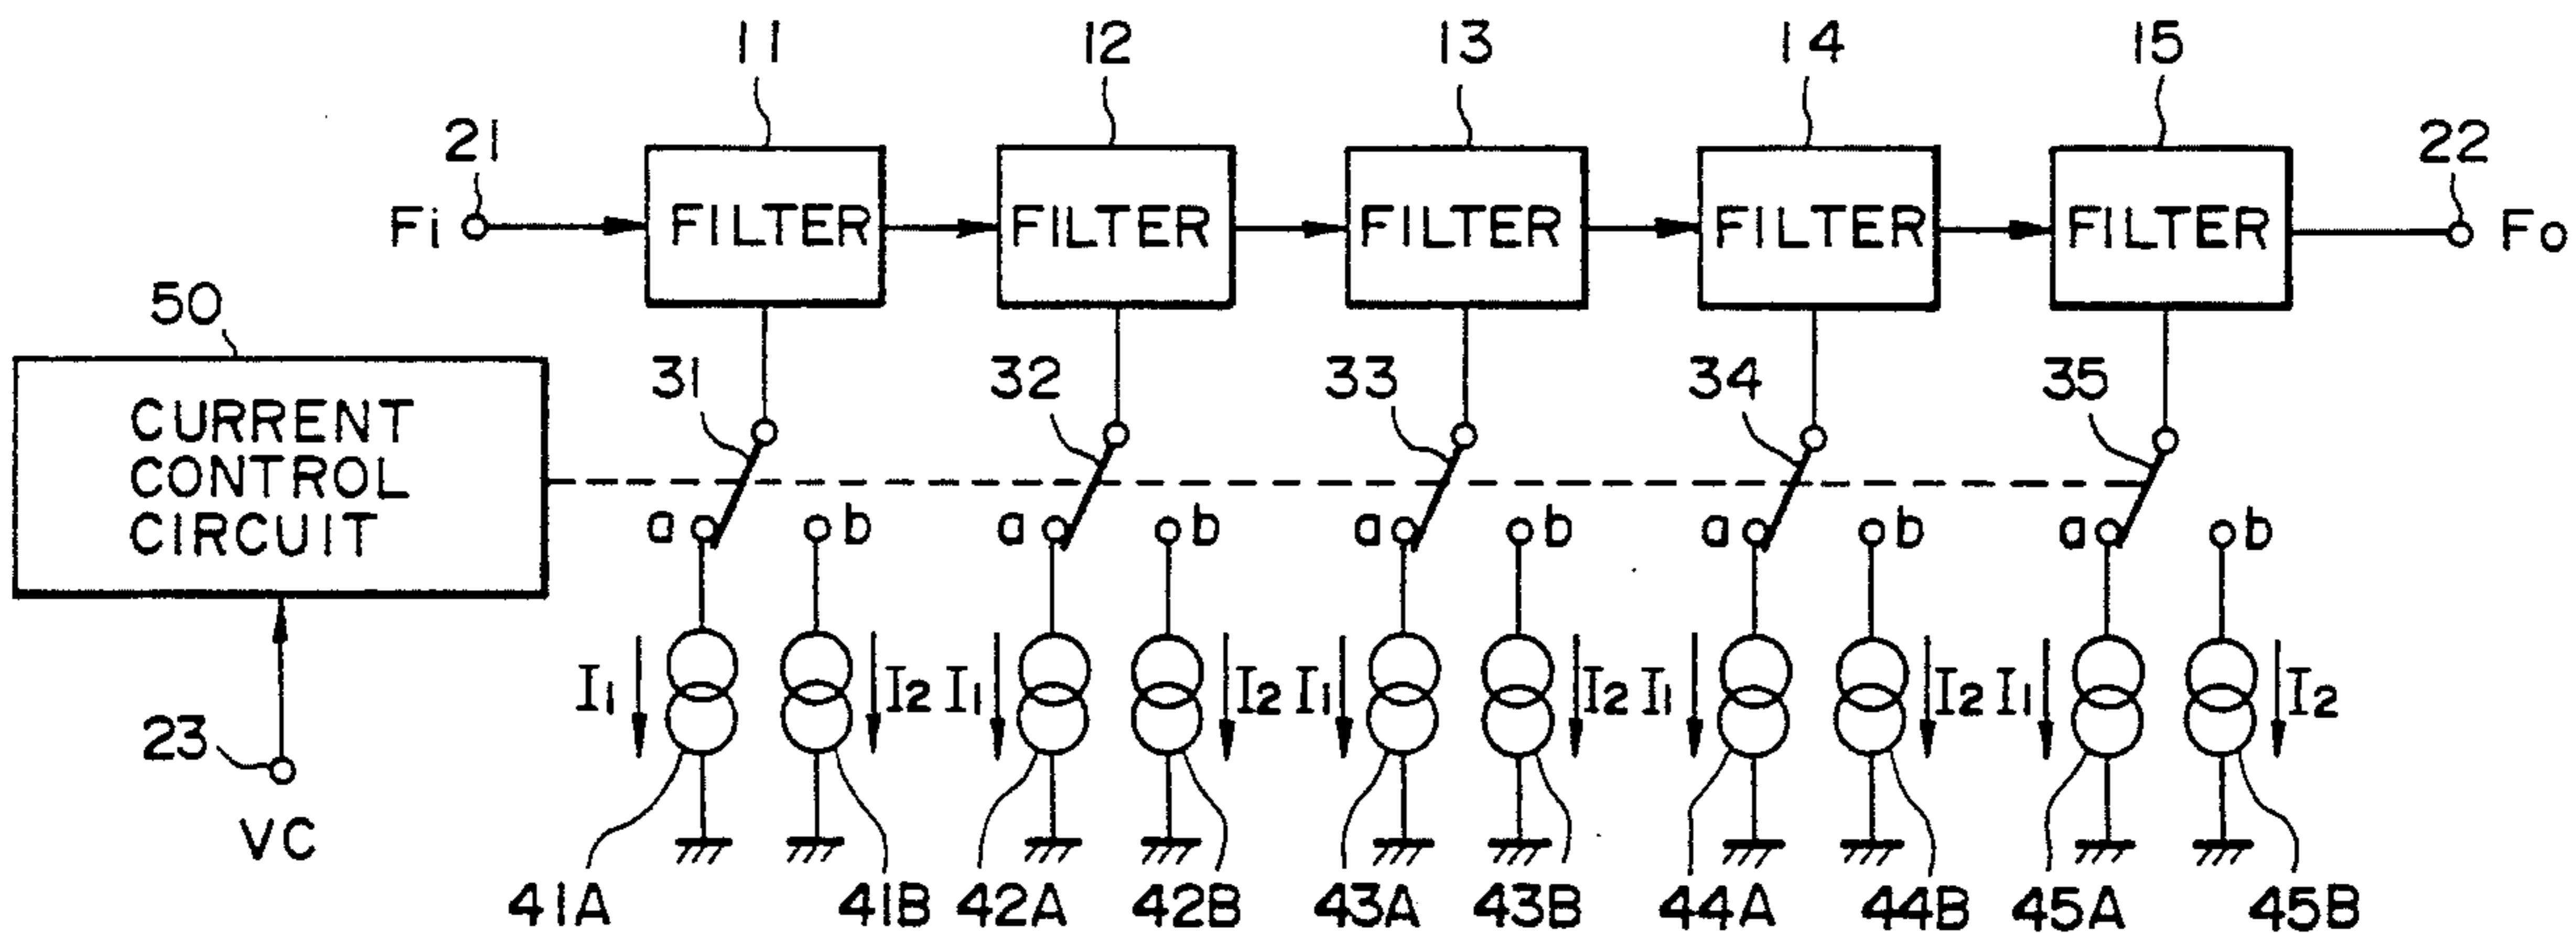 11 12 13 14 15
21 22
Fi FILTER FILTER FILTER FILTER FILTER Fo
50
31 32 33 34 35
CURRENT
CONTROL
CIRCUIT
a b a b a b a b a b
I1 I2 I1 I2 I1 I2 I1 I2 I1 I2
23
VC
41A 41B 42A 42B 43A 43B 44A 44B 45A 45B